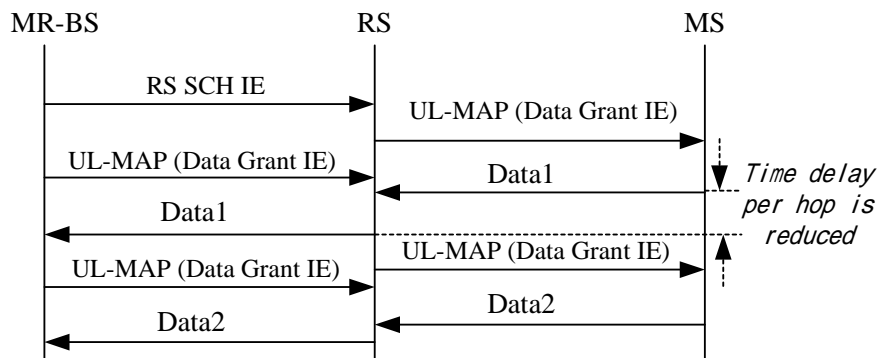 MR-BS RS MS
RS SCH IE
UL-MAP (Data Grant IE)
UL-MAP (Data Grant IE)
Data1
Time delay
per hop is
reduced
Data1
UL-MAP (Data Grant IE)
UL-MAP (Data Grant IE)
Data2
Data2